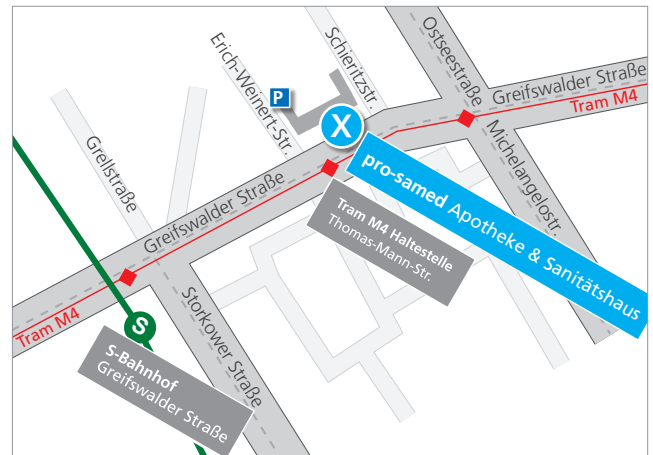 Ostseestraße
Schieritzstr.
Erich-Weinert-Str.
P
Greifswalder Straße
Tram M4
X
Michelangelostr.
Grellstraße
pro-samed Apotheke & Sanitätshaus
Greifswalder Straße
Tram M4 Haltestelle
Thomas-Mann-Str.
Tram M4
S
Storkower Straße
S-Bahnhof
Greifswalder Straße